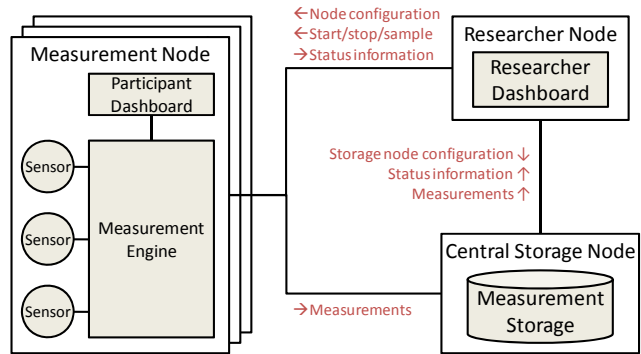 Measurement Node
Participant
Dashboard
Sensor
Sensor
Sensor
Measurement
Engine
←Node configuration
←Start/stop/sample
→Status information
Researcher Node
Researcher
Dashboard
Storage node configuration ↓
Status information ↑
Measurements ↑
→Measurements
Central Storage Node
Measurement
Storage